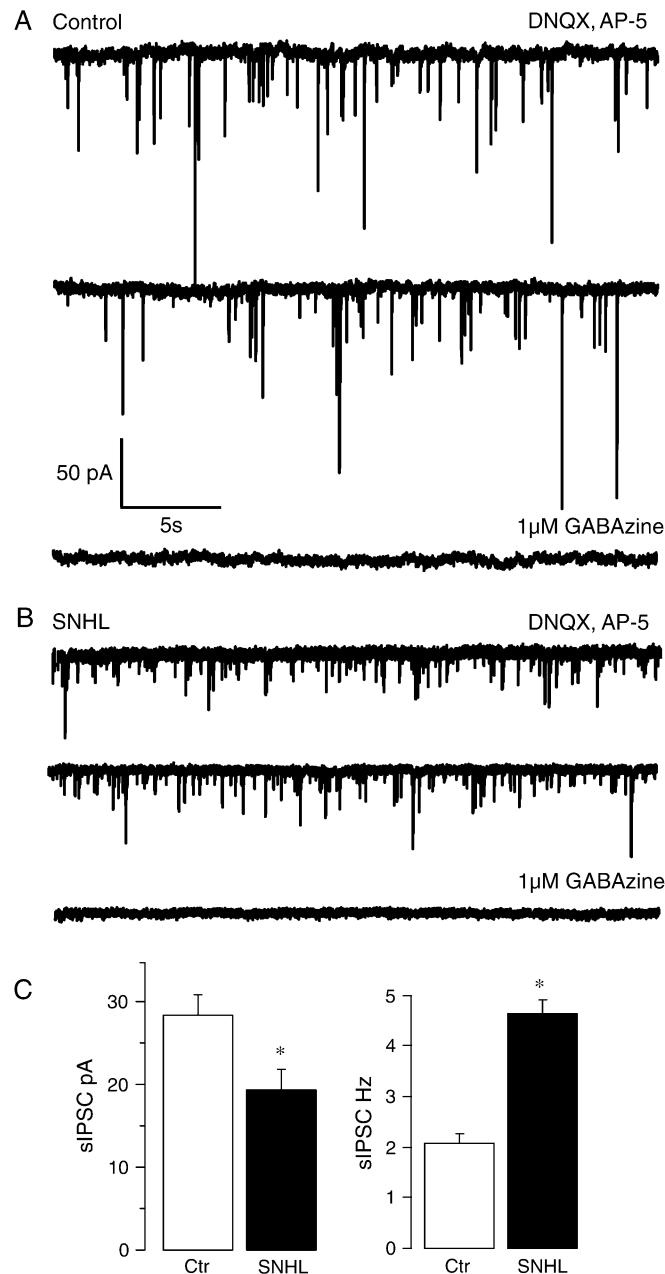 A Control DNQX, AP-5
50 pA
5s
1µM GABAzine
B SNHL DNQX, AP-5
1µM GABAzine
C
sIPSC pA
30
20
10
0
*
Ctr SNHL
sIPSC Hz
5
4
3
2
1
0
*
Ctr SNHL